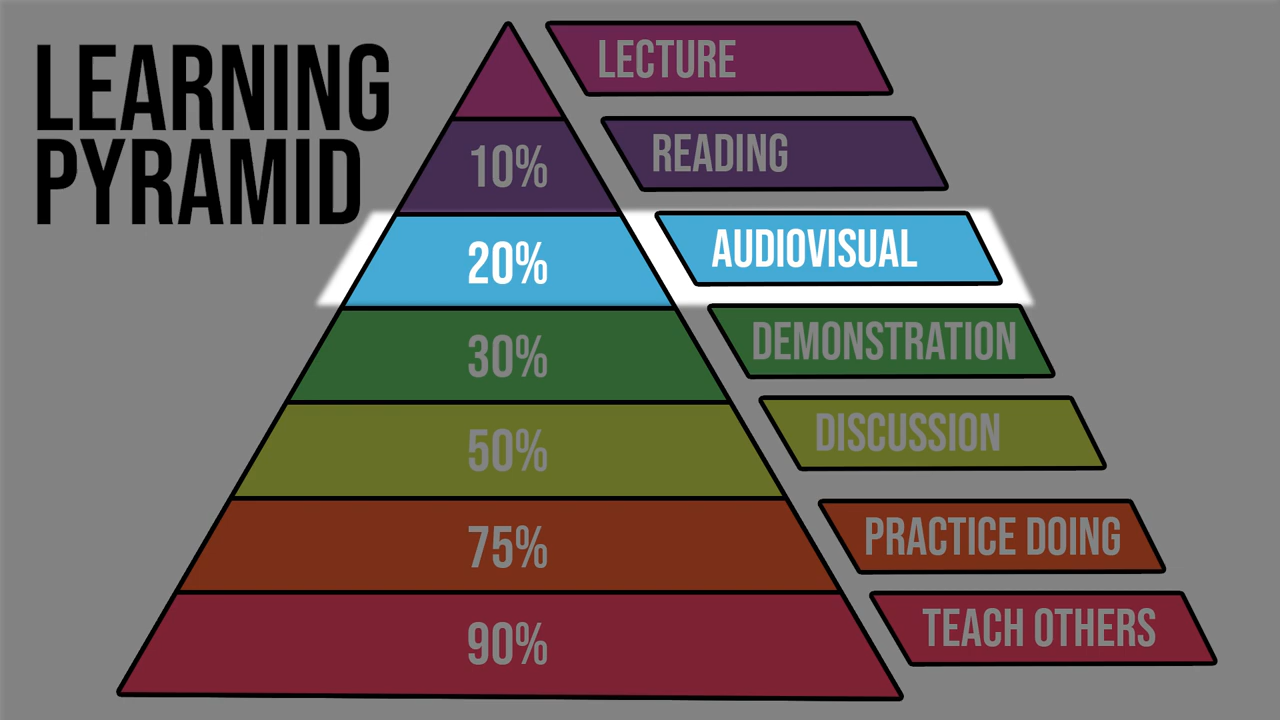 LEARNING
PYRAMID
LECTURE
10% READING
20% AUDIOVISUAL
30% DEMONSTRATION
50% DISCUSSION
75% PRACTICE DOING
90% TEACH OTHERS